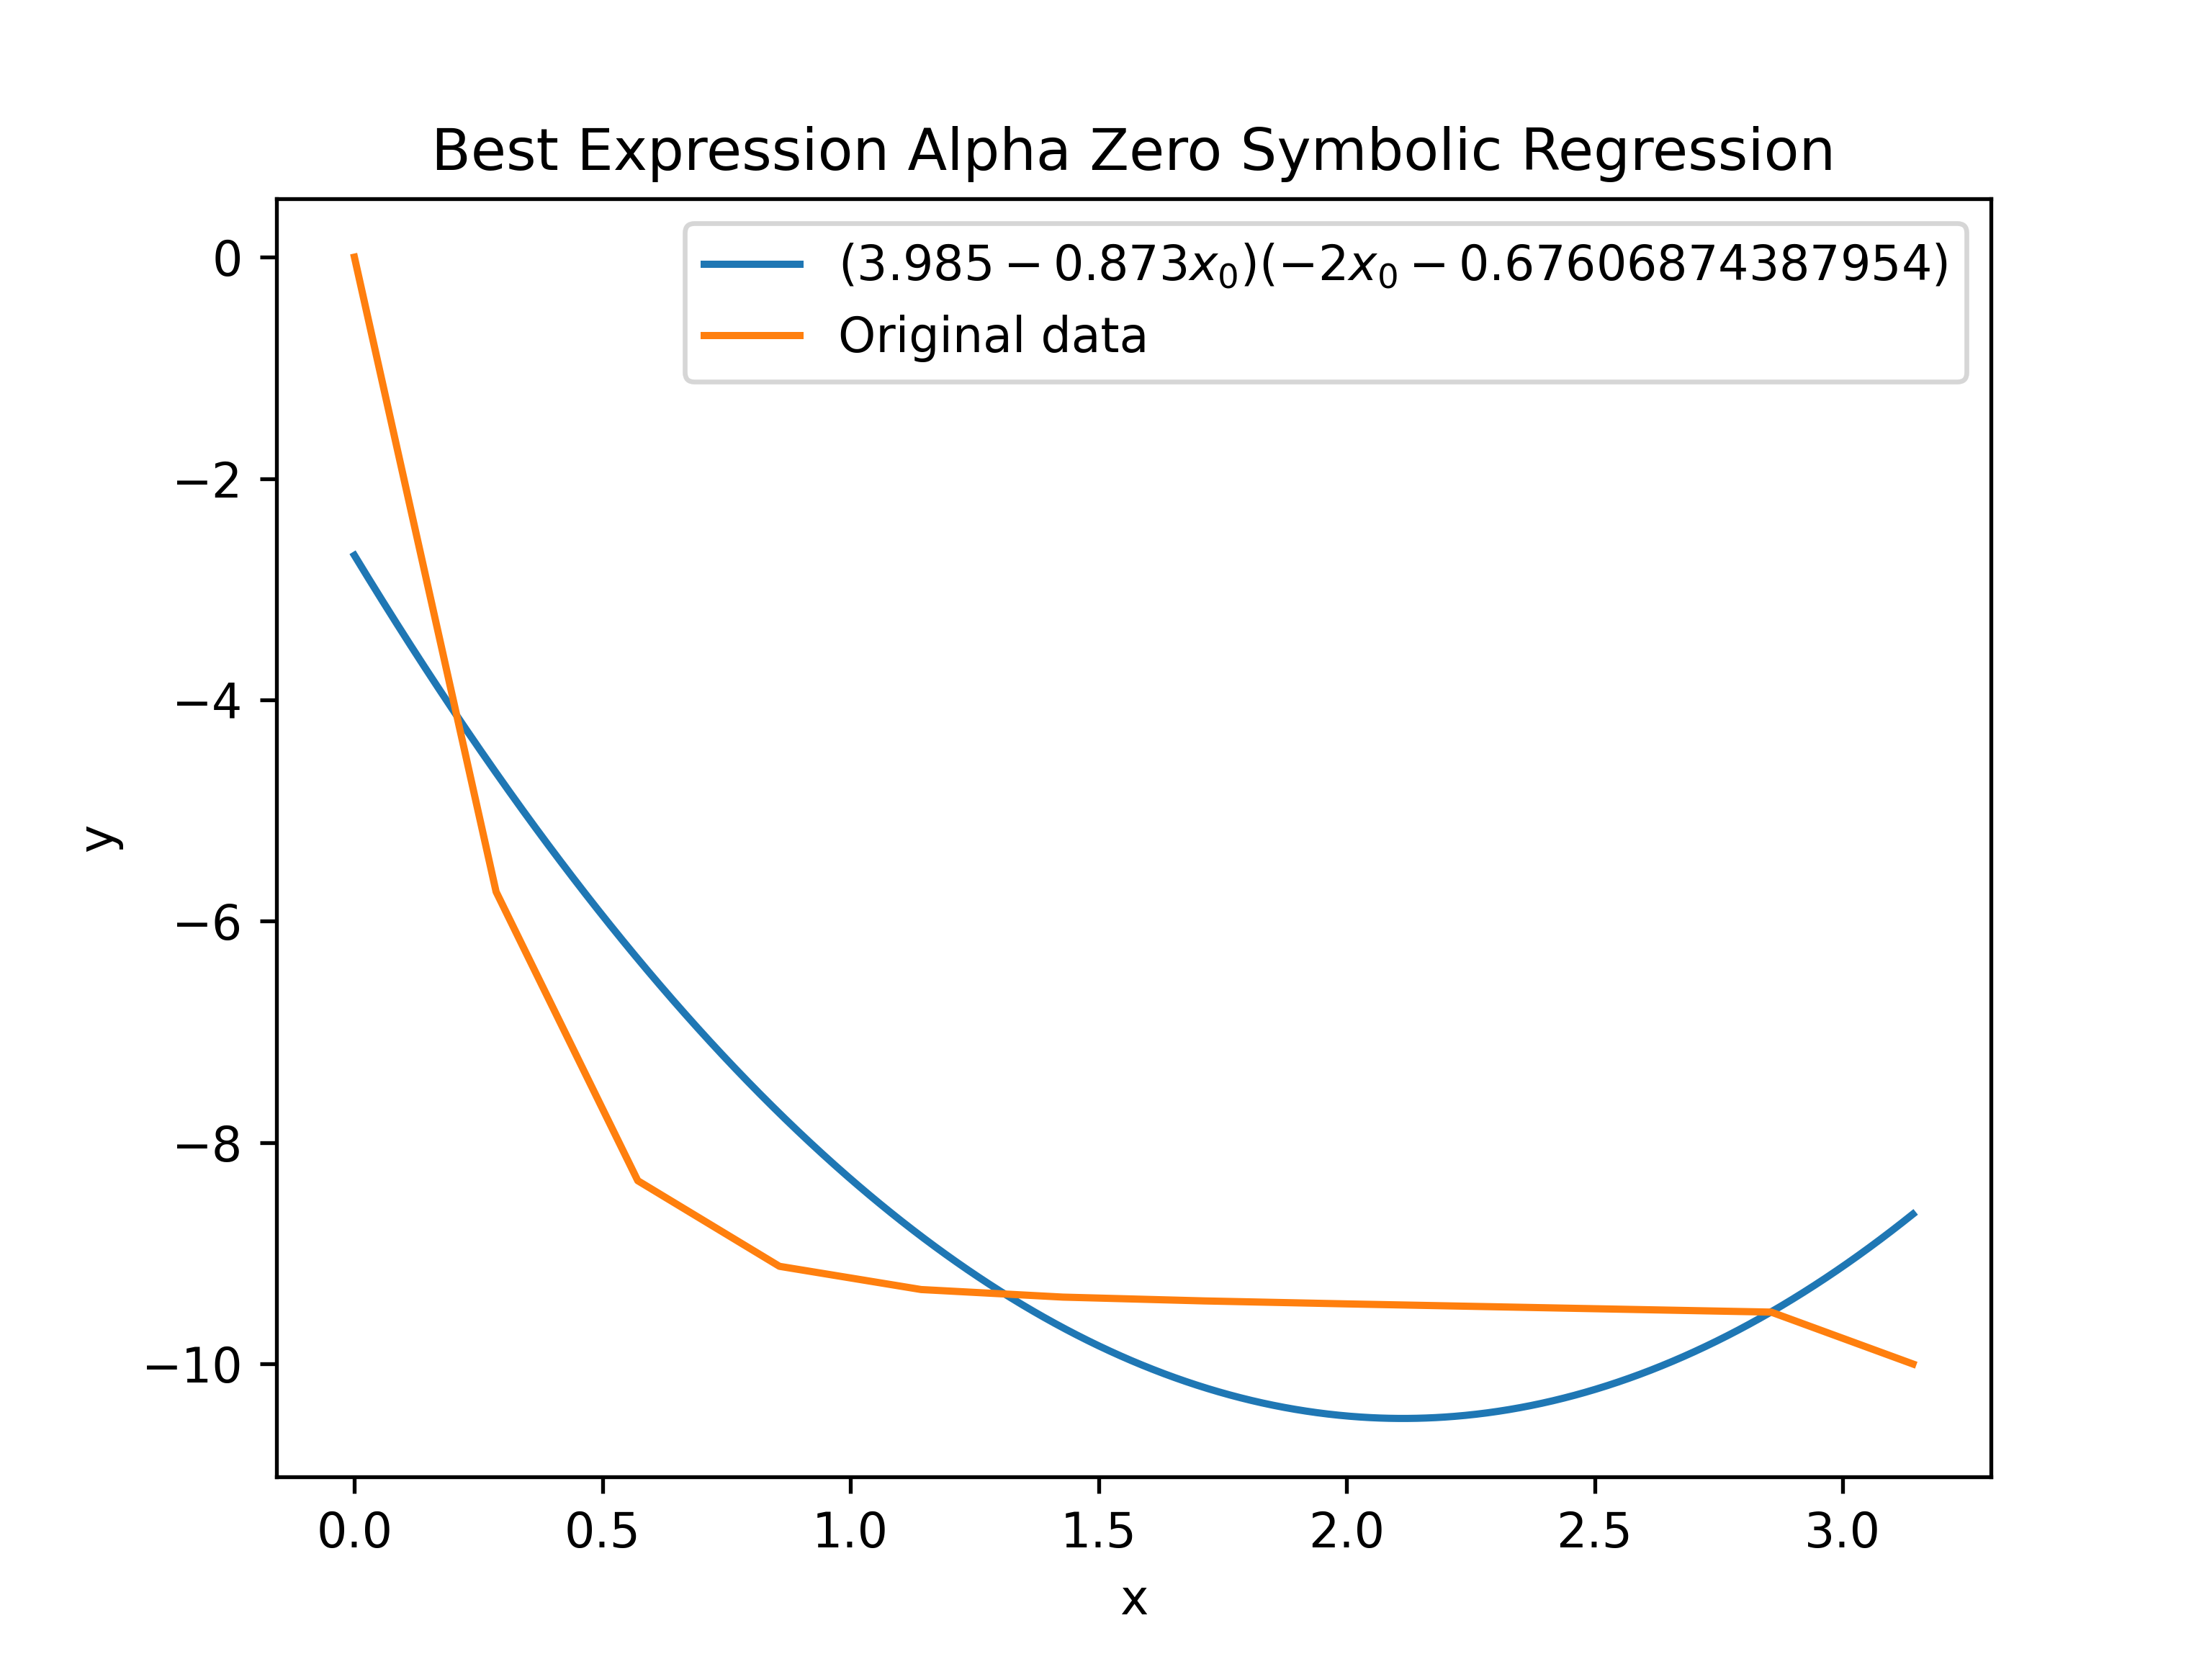 Best Expression Alpha Zero Symbolic Regression
(3.985 − 0.873x₀)(−2x₀ − 0.676068744387954)
Original data
0
−2
−4
−6
−8
−10
y
0.0 0.5 1.0 1.5 2.0 2.5 3.0
x